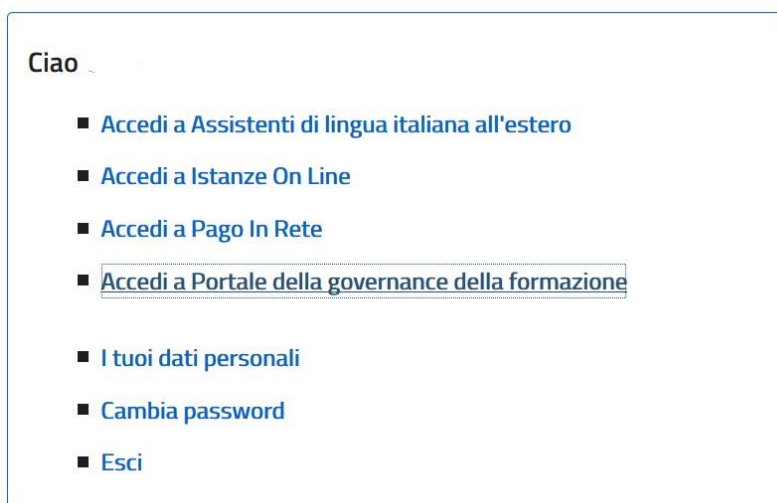 Ciao
Accedi a Assistenti di lingua italiana all'estero
Accedi a Istanze On Line
Accedi a Pago In Rete
Accedi a Portale della governance della formazione
I tuoi dati personali
Cambia password
Esci